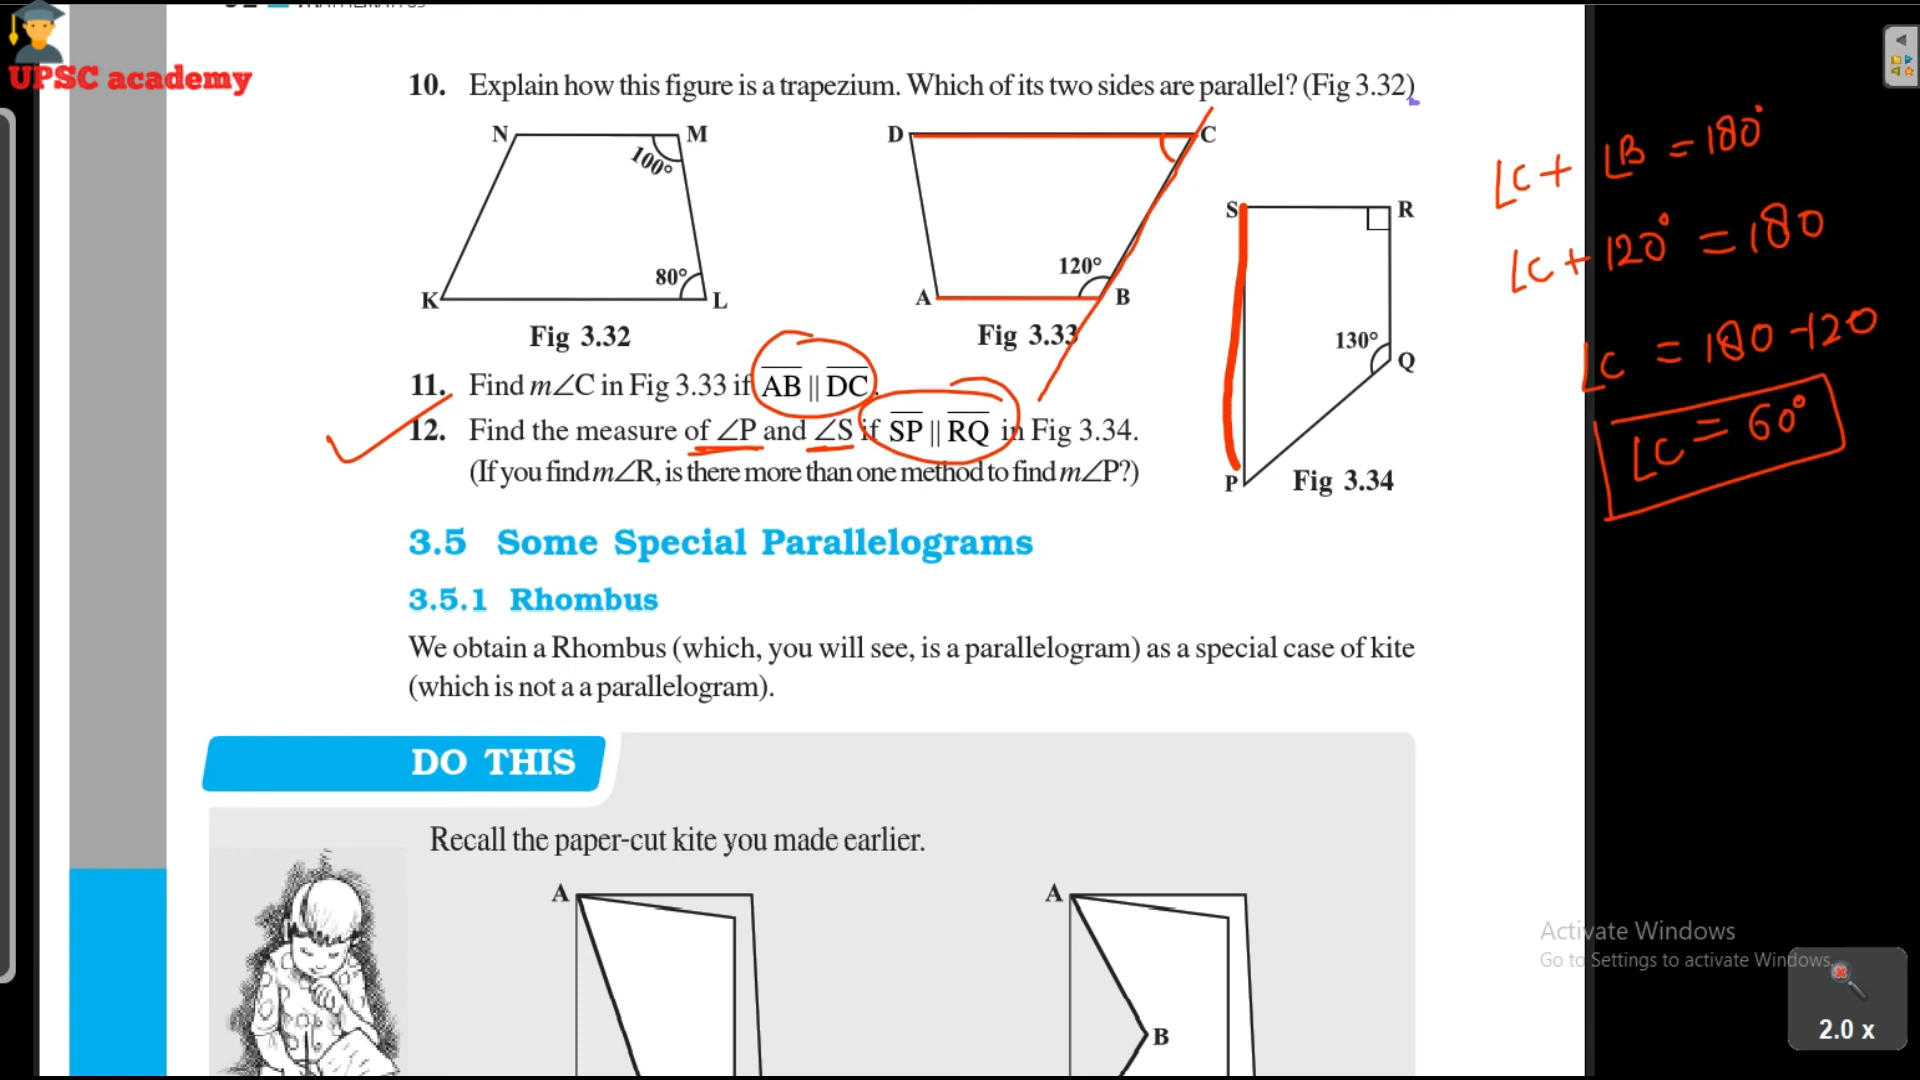 UPSC academy
10. Explain how this figure is a trapezium. Which of its two sides are parallel? (Fig 3.32)
N M 100° 80° K L
Fig 3.32
D C 120° A B
Fig 3.33
S R 130° Q P
Fig 3.34
∠C + ∠B = 180°
∠C + 120° = 180
∠C = 180 - 120
∠C = 60°
11. Find m∠C in Fig 3.33 if AB || DC.
12. Find the measure of ∠P and ∠S if SP || RQ in Fig 3.34.
(If you find m∠R, is there more than one method to find m∠P?)
3.5 Some Special Parallelograms
3.5.1 Rhombus
We obtain a Rhombus (which, you will see, is a parallelogram) as a special case of kite
(which is not a a parallelogram).
DO THIS
Recall the paper-cut kite you made earlier.
A A
B
Activate Windows
Go to Settings to activate Windows.
2.0 x